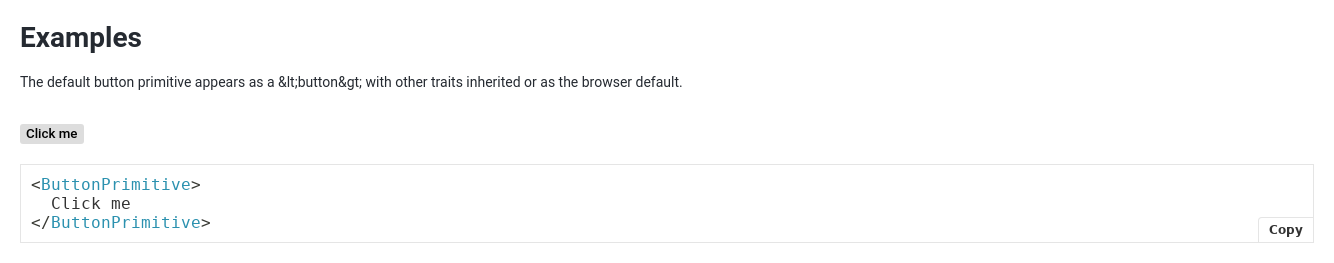 Examples
The default button primitive appears as a &lt;button&gt; with other traits inherited or as the browser default.
Click me
<ButtonPrimitive>
  Click me
</ButtonPrimitive>
Copy